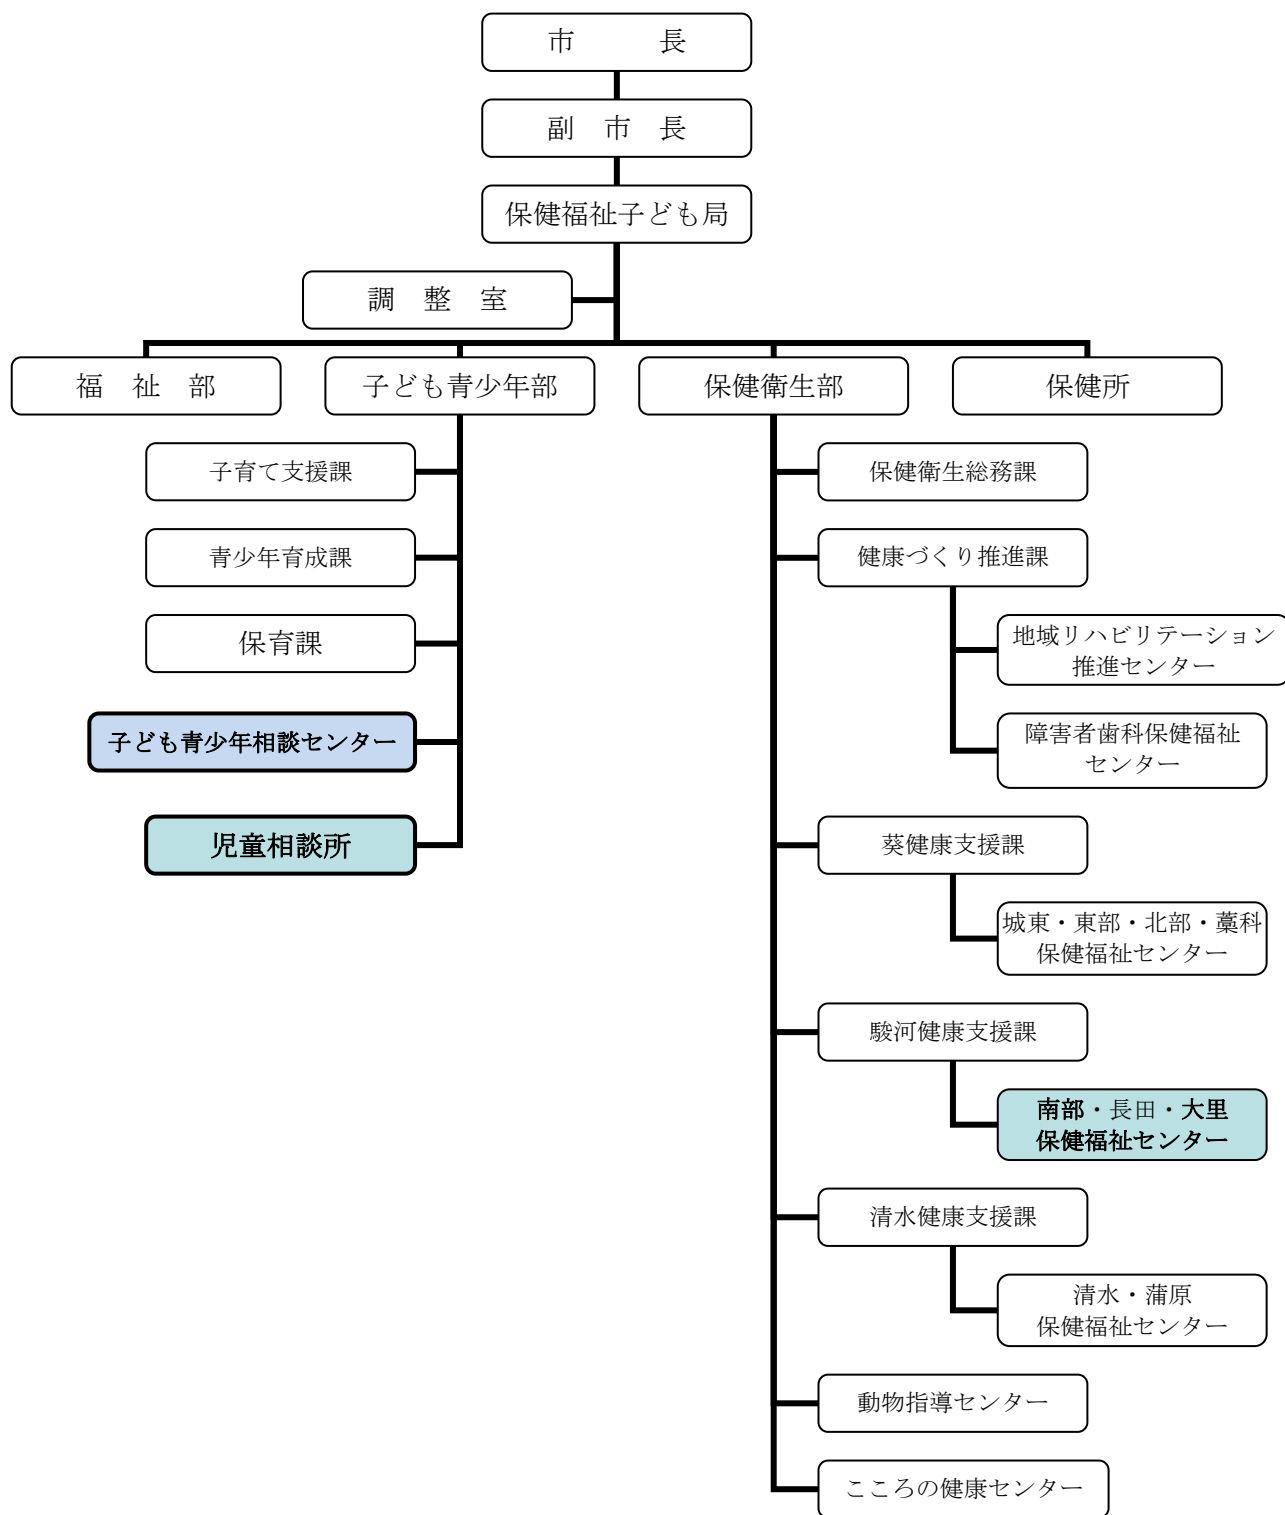 市　　　長
副　市　長
保健福祉子ども局
調　整　室
福　祉　部
子ども青少年部
保健衛生部
保健所
子育て支援課
青少年育成課
保育課
子ども青少年相談センター
児童相談所
保健衛生総務課
健康づくり推進課
地域リハビリテーション
推進センター
障害者歯科保健福祉
センター
葵健康支援課
城東・東部・北部・藁科
保健福祉センター
駿河健康支援課
南部・長田・大里
保健福祉センター
清水健康支援課
清水・蒲原
保健福祉センター
動物指導センター
こころの健康センター